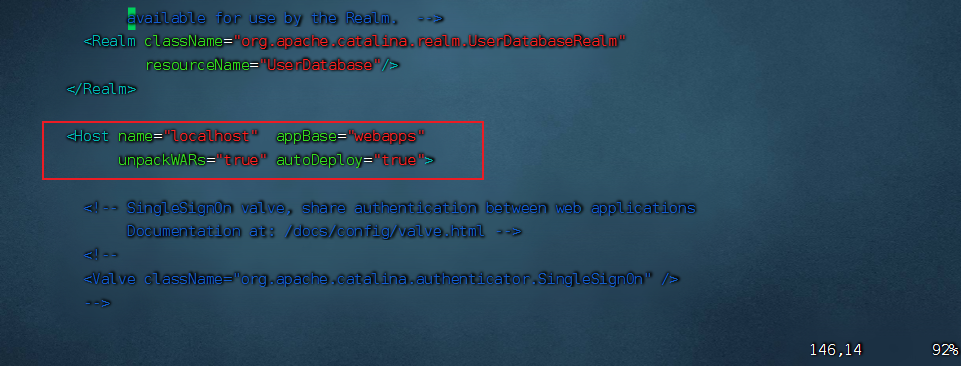 available for use by the Realm.  -->
<Realm className="org.apache.catalina.realm.UserDatabaseRealm"
resourceName="UserDatabase"/>
</Realm>
<Host name="localhost"  appBase="webapps"
unpackWARs="true" autoDeploy="true">
<!-- SingleSignOn valve, share authentication between web applications
Documentation at: /docs/config/valve.html -->
<!--
<Valve className="org.apache.catalina.authenticator.SingleSignOn" />
-->
146,14 92%